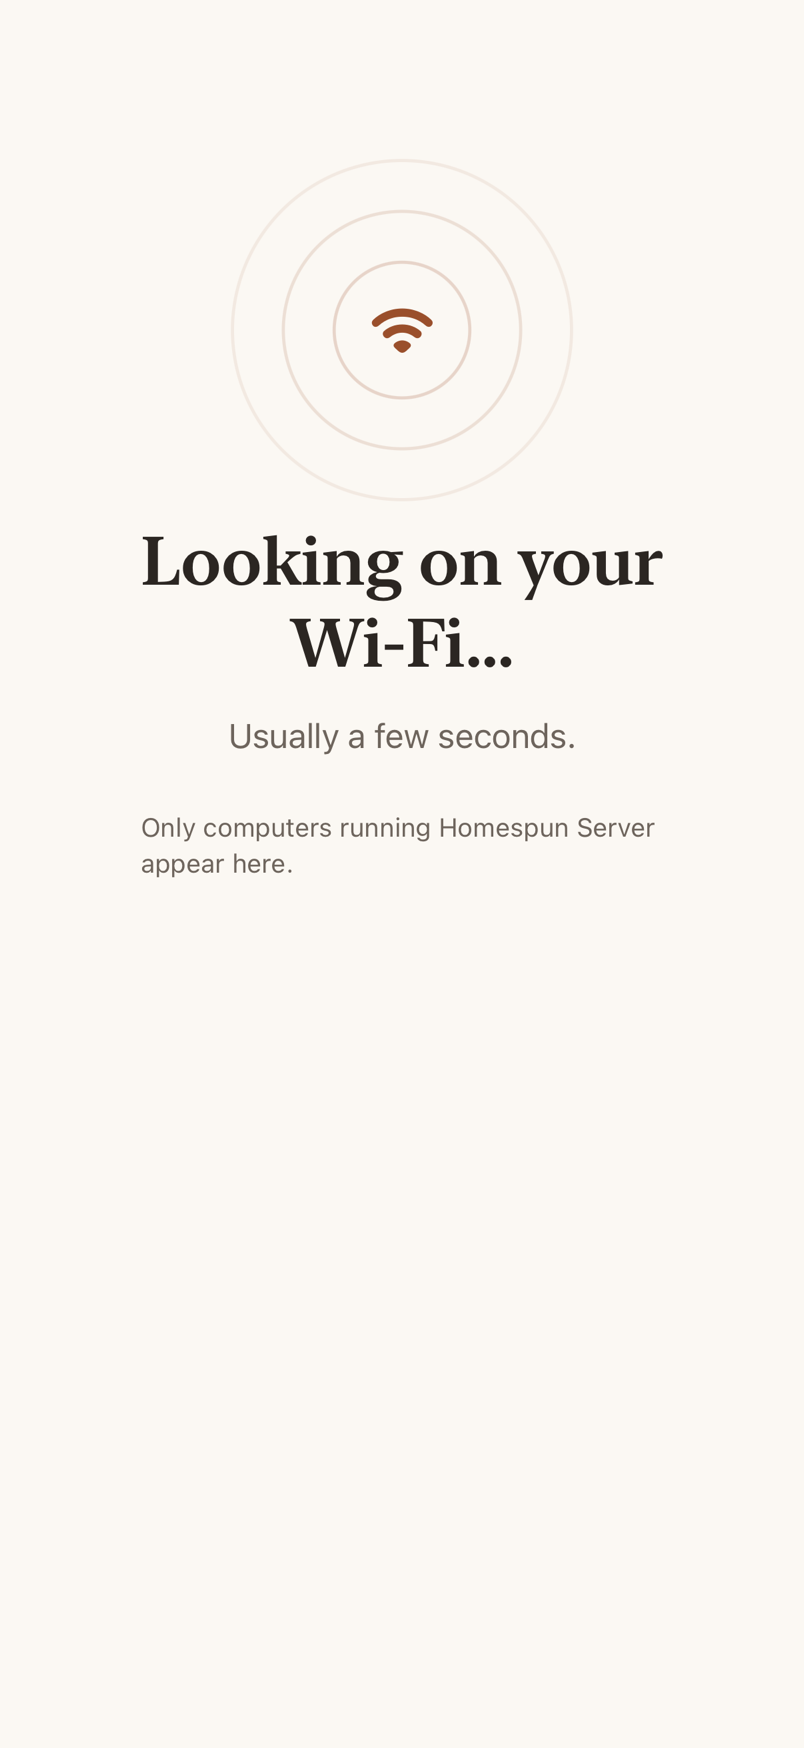 Looking on your
Wi-Fi...
Usually a few seconds.
Only computers running Homespun Server
appear here.